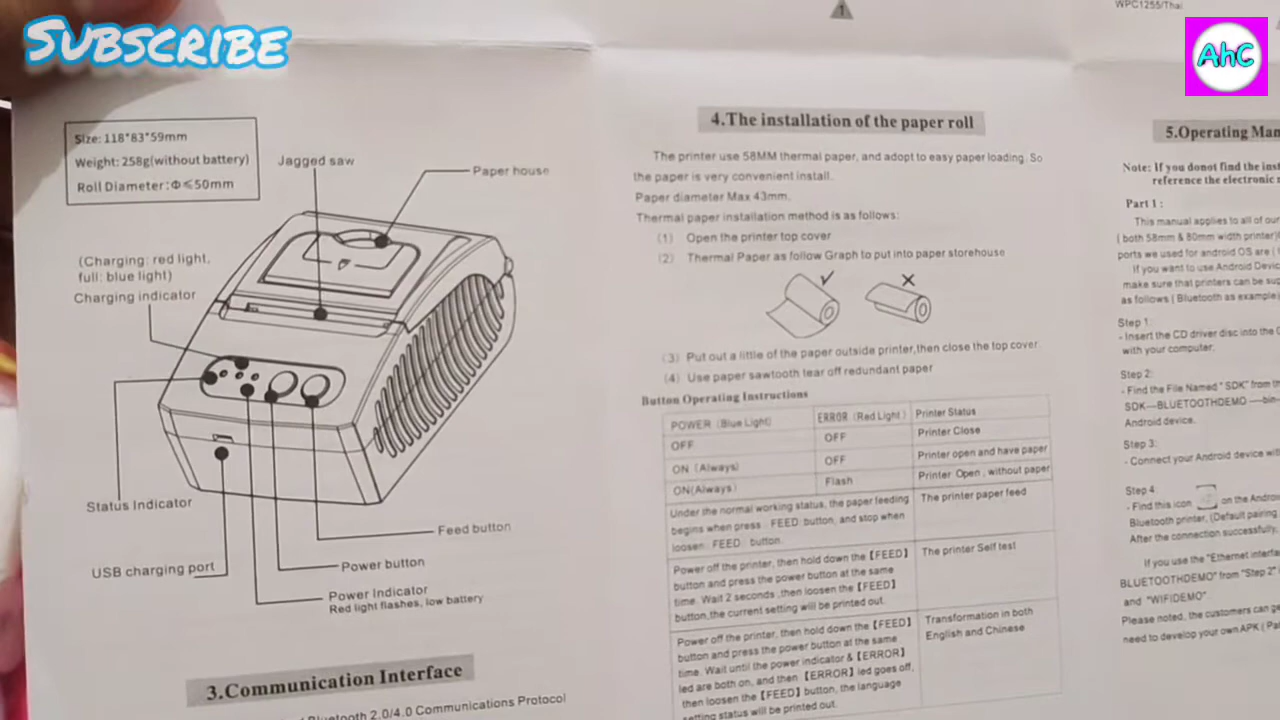 SUBSCRIBE
AhC
1
WPC1255/Thai
Size: 118*83*59mm
Weight: 258g(without battery)
Roll Diameter :Φ≤50mm
Jagged saw
Paper house
(Charging: red light,
full: blue light)
Charging indicator
Status Indicator
USB charging port
Feed button
Power button
Power Indicator
Red light flashes, low battery
3.Communication Interface
Bluetooth 2.0/4.0 Communications Protocol
4.The installation of the paper roll
The printer use 58MM thermal paper, and adopt to easy paper loading. So
the paper is very convenient install.
Paper diameter Max 43mm.
Thermal paper installation method is as follows:
(1) Open the printer top cover
(2) Thermal Paper as follow Graph to put into paper storehouse
(3) Put out a little of the paper outside printer,then close the top cover
(4) Use paper sawtooth tear off redundant paper
Button Operating Instructions
POWER (Blue Light) ERROR (Red Light) Printer Status
OFF OFF Printer Close
ON (Always) OFF Printer open and have paper
ON(Always) Flash Printer Open , without paper
Under the normal working status, the paper feeding
begins when press FEED button, and stop when
loosen FEED button.
The printer paper feed
Power off the printer, then hold down the【FEED】
button and press the power button at the same
time. Wait 2 seconds ,then loosen the【FEED】
button,the current setting will be printed out.
The printer Self test
Power off the printer, then hold down the【FEED】
button and press the power button at the same
time. Wait until the power indicator &【ERROR】
led are both on, and then 【ERROR】led goes off,
then loosen the【FEED】button, the language
setting status will be printed out.
Transformation in both
English and Chinese
5.Operating Man
Note: If you donot find the inst
reference the electronic
Part 1 :
This manual applies to all of our
( both 58mm & 80mm width printer)
ports we used for android OS are (
If you want to use Android Devic
make sure that printers can be sup
as follows ( Bluetooth as example)
Step 1:
- Insert the CD driver disc into the
with your computer;
Step 2:
- Find the File Named " SDK" from th
SDK—BLUETOOTHDEMO —bin-
Android device.
Step 3:
- Connect your Android device wit
Step 4
- Find this icon on the Andro
Bluetooth printer, (Default pairing
After the connection successfully,
If you use the "Ethernet interfa
BLUETOOTHDEMO" from "Step 2"
and "WIFIDEMO"
Please noted, the customers can ge
need to develop your own APK ( Pa